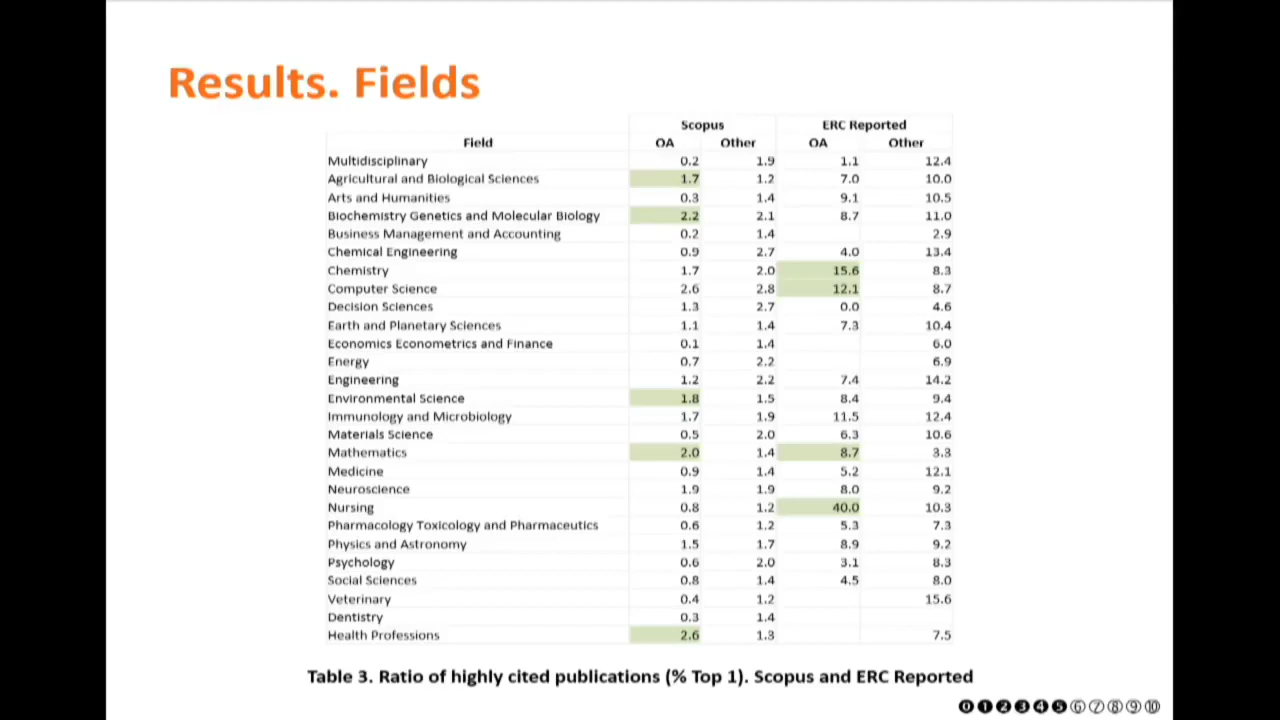 Results. Fields
Scopus ERC Reported
Field OA Other OA Other
Multidisciplinary 0.2 1.9 1.1 12.4
Agricultural and Biological Sciences 1.7 1.2 7.0 10.0
Arts and Humanities 0.3 1.4 9.1 10.5
Biochemistry Genetics and Molecular Biology 2.2 2.1 8.7 11.0
Business Management and Accounting 0.2 1.4 2.9
Chemical Engineering 0.9 2.7 4.0 13.4
Chemistry 1.7 2.0 15.6 8.3
Computer Science 2.6 2.8 12.1 8.7
Decision Sciences 1.3 2.7 0.0 4.6
Earth and Planetary Sciences 1.1 1.4 7.3 10.4
Economics Econometrics and Finance 0.1 1.4 6.0
Energy 0.7 2.2 6.9
Engineering 1.2 2.2 7.4 14.2
Environmental Science 1.8 1.5 8.4 9.4
Immunology and Microbiology 1.7 1.9 11.5 12.4
Materials Science 0.5 2.0 6.3 10.6
Mathematics 2.0 1.4 8.7 3.3
Medicine 0.9 1.4 5.2 12.1
Neuroscience 1.9 1.9 8.0 9.2
Nursing 0.8 1.2 40.0 10.3
Pharmacology Toxicology and Pharmaceutics 0.6 1.2 5.3 7.3
Physics and Astronomy 1.5 1.7 8.9 9.2
Psychology 0.6 2.0 3.1 8.3
Social Sciences 0.8 1.4 4.5 8.0
Veterinary 0.4 1.2 15.6
Dentistry 0.3 1.4
Health Professions 2.6 1.3 7.5
Table 3. Ratio of highly cited publications (% Top 1). Scopus and ERC Reported
⓿❶❷❸❹❺⑥⑦⑧⑨⑩